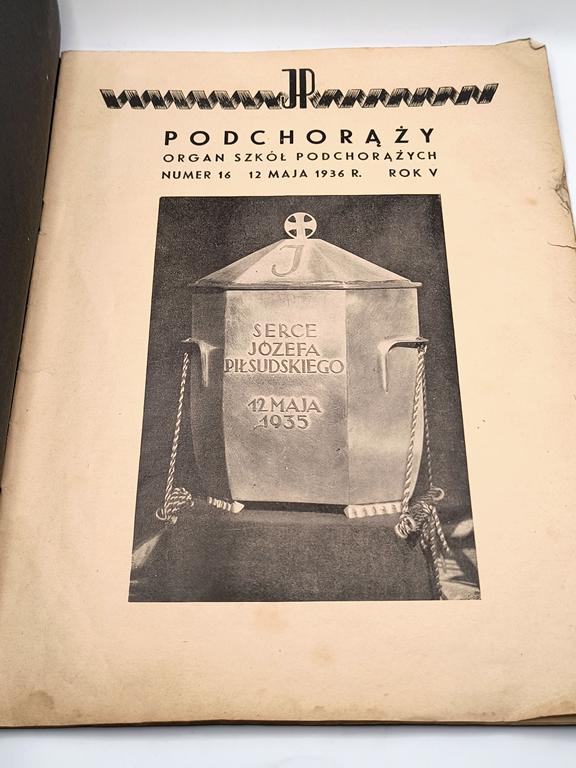 JP
PODCHORĄŻY
ORGAN SZKÓŁ PODCHORĄŻYCH
NUMER 16 12 MAJA 1936 R. ROK V
J
SERCE
JÓZEFA
PIŁSUDSKIEGO
12 MAJA
1935